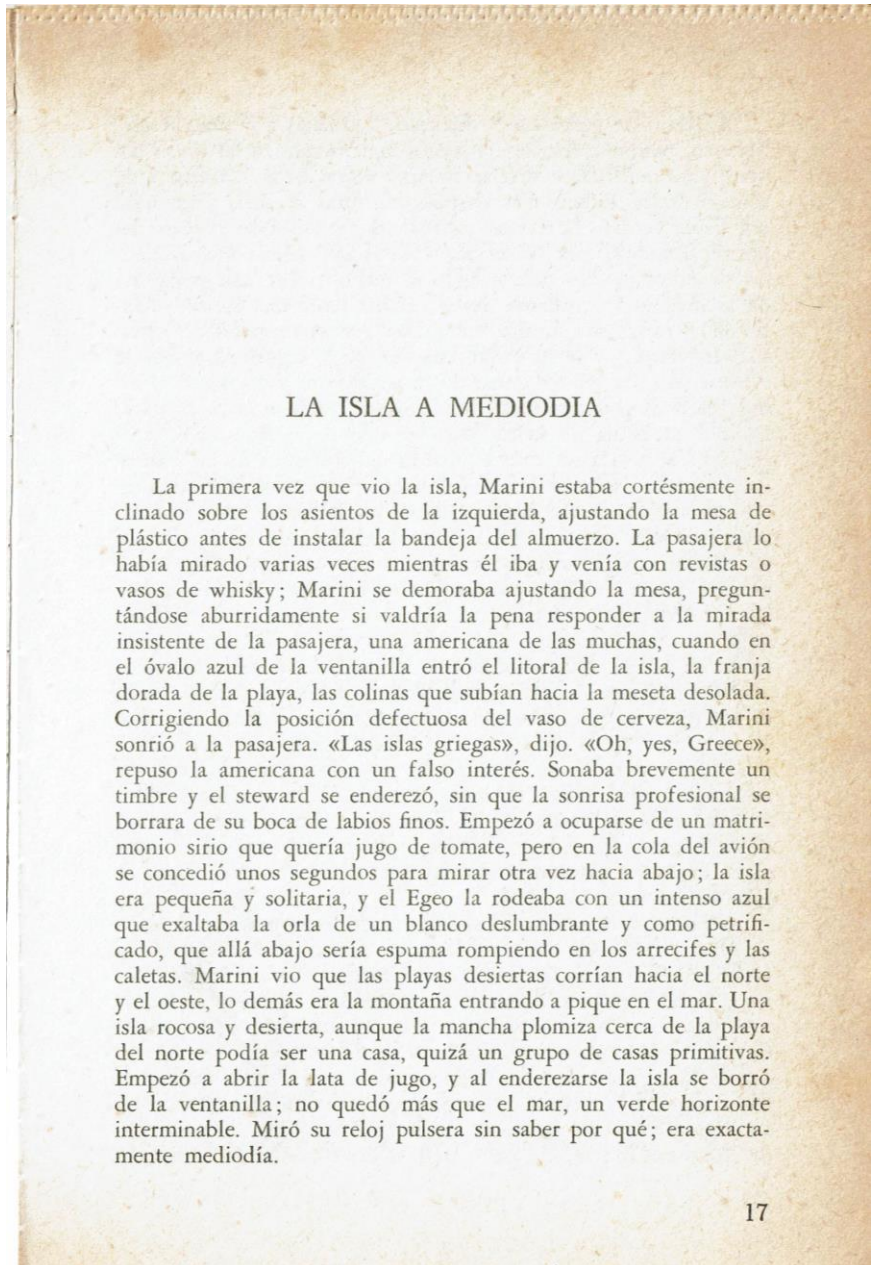 LA ISLA A MEDIODIA
La primera vez que vio la isla, Marini estaba cortésmente in-
clinado sobre los asientos de la izquierda, ajustando la mesa de
plástico antes de instalar la bandeja del almuerzo. La pasajera lo
había mirado varias veces mientras él iba y venía con revistas o
vasos de whisky; Marini se demoraba ajustando la mesa, pregun-
tándose aburridamente si valdría la pena responder a la mirada
insistente de la pasajera, una americana de las muchas, cuando en
el óvalo azul de la ventanilla entró el litoral de la isla, la franja
dorada de la playa, las colinas que subían hacia la meseta desolada.
Corrigiendo la posición defectuosa del vaso de cerveza, Marini
sonrió a la pasajera. «Las islas griegas», dijo. «Oh, yes, Greece»,
repuso la americana con un falso interés. Sonaba brevemente un
timbre y el steward se enderezó, sin que la sonrisa profesional se
borrara de su boca de labios finos. Empezó a ocuparse de un matri-
monio sirio que quería jugo de tomate, pero en la cola del avión
se concedió unos segundos para mirar otra vez hacia abajo; la isla
era pequeña y solitaria, y el Egeo la rodeaba con un intenso azul
que exaltaba la orla de un blanco deslumbrante y como petrifi-
cado, que allá abajo sería espuma rompiendo en los arrecifes y las
caletas. Marini vio que las playas desiertas corrían hacia el norte
y el oeste, lo demás era la montaña entrando a pique en el mar. Una
isla rocosa y desierta, aunque la mancha plomiza cerca de la playa
del norte podía ser una casa, quizá un grupo de casas primitivas.
Empezó a abrir la lata de jugo, y al enderezarse la isla se borró
de la ventanilla; no quedó más que el mar, un verde horizonte
interminable. Miró su reloj pulsera sin saber por qué; era exacta-
mente mediodía.
17